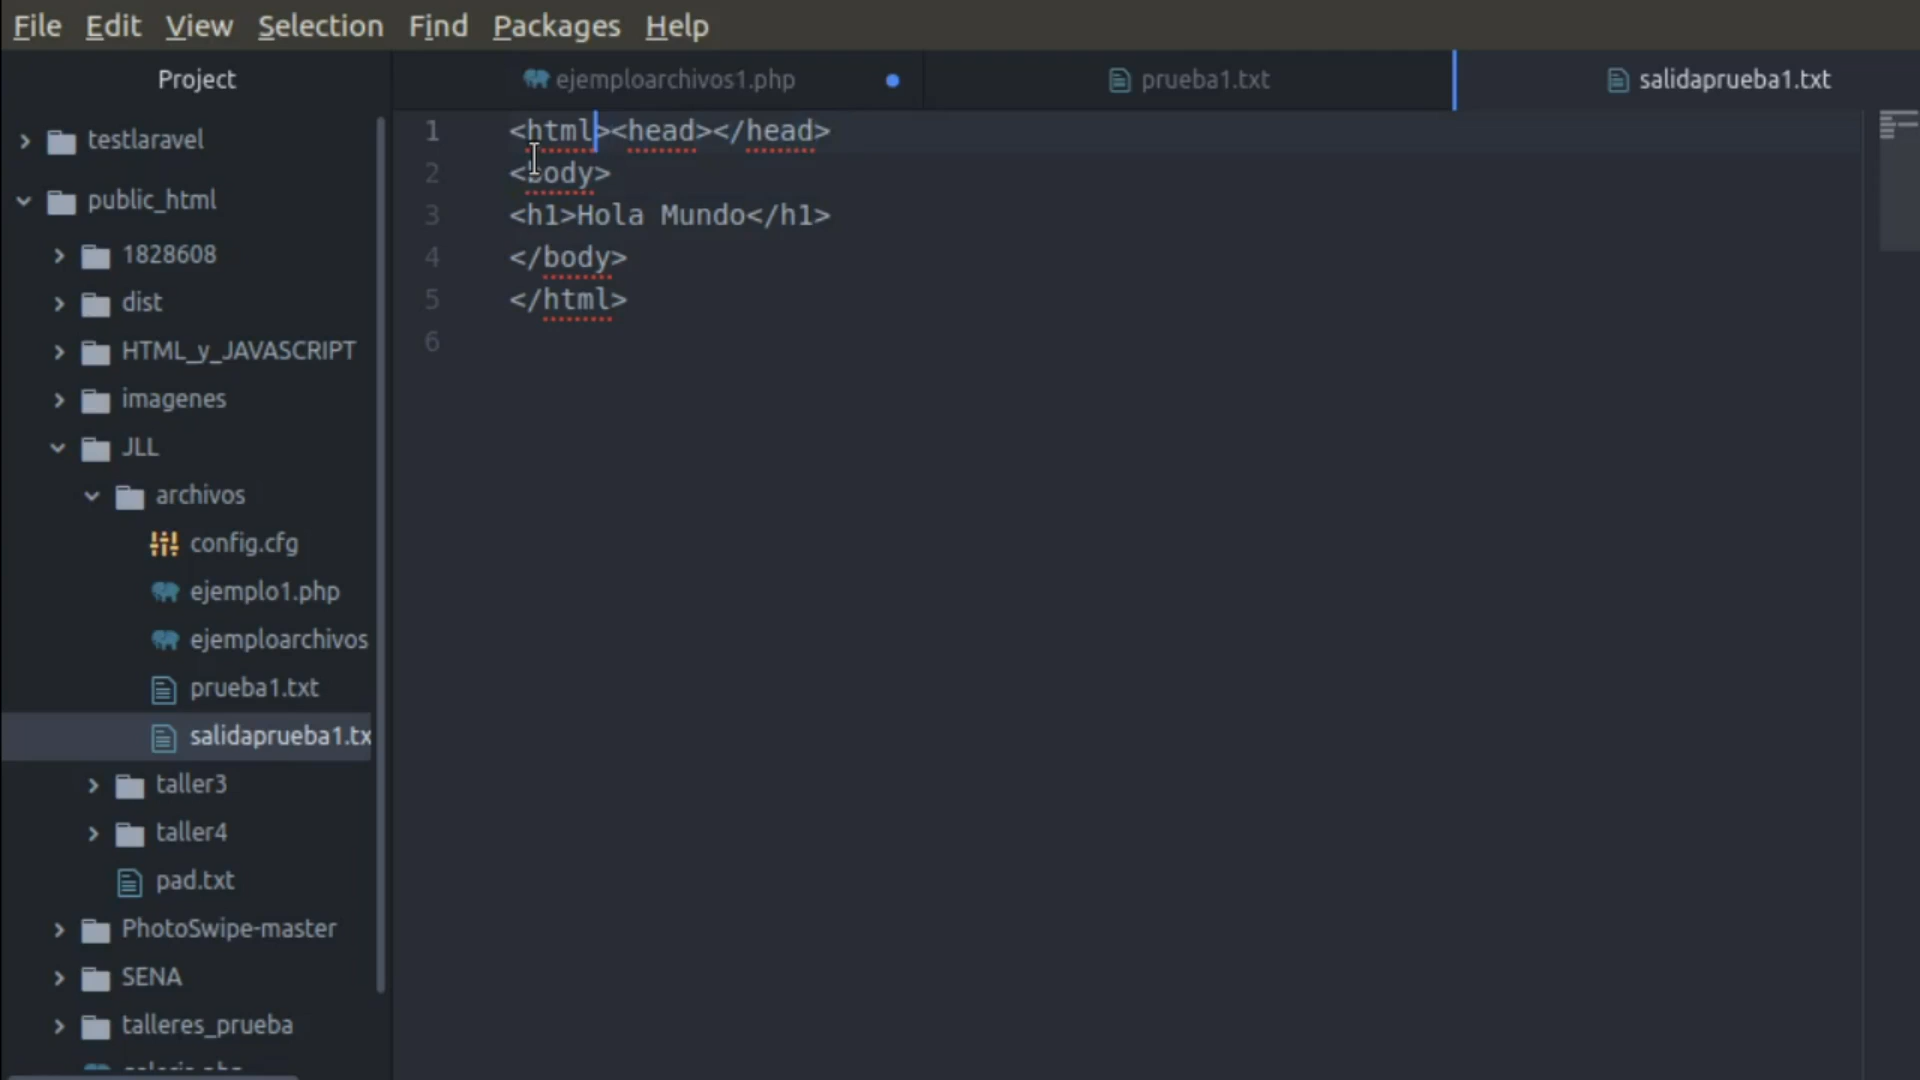 File Edit View Selection Find Packages Help
Project
ejemploarchivos1.php
prueba1.txt
salidaprueba1.txt
testlaravel
public_html
1828608
dist
HTML_y_JAVASCRIPT
imagenes
JLL
archivos
config.cfg
ejemplo1.php
ejemploarchivos
prueba1.txt
salidaprueba1.tx
taller3
taller4
pad.txt
PhotoSwipe-master
SENA
talleres_prueba
1 <html><head></head>
2 <body>
3 <h1>Hola Mundo</h1>
4 </body>
5 </html>
6